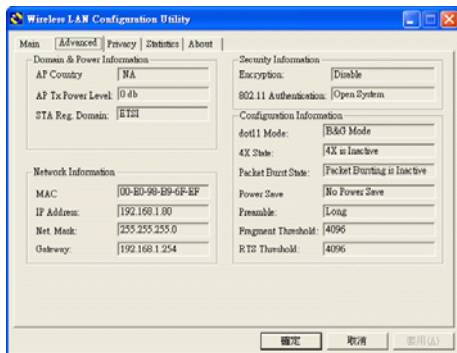 Wireless LAN Configuration Utility
Main Advanced Privacy Statistics About
Domain & Power Information
AP Country NA
AP Tx Power Level: 0 db
STA Reg. Domain: ETSI
Network Information
MAC 00-E0-98-B9-6F-EF
IP Address: 192.168.1.80
Net. Mask: 255.255.255.0
Gateway: 192.168.1.254
Security Information
Encryption: Disable
802.11 Authentication: Open System
Configuration Information
dot11 Mode: B&G Mode
4X State: 4X is Inactive
Packet Burst State: Packet Bursting is Inactive
Power Save No Power Save
Preamble: Long
Fragment Threshold: 4096
RTS Threshold: 4096
確定 取消 套用(A)